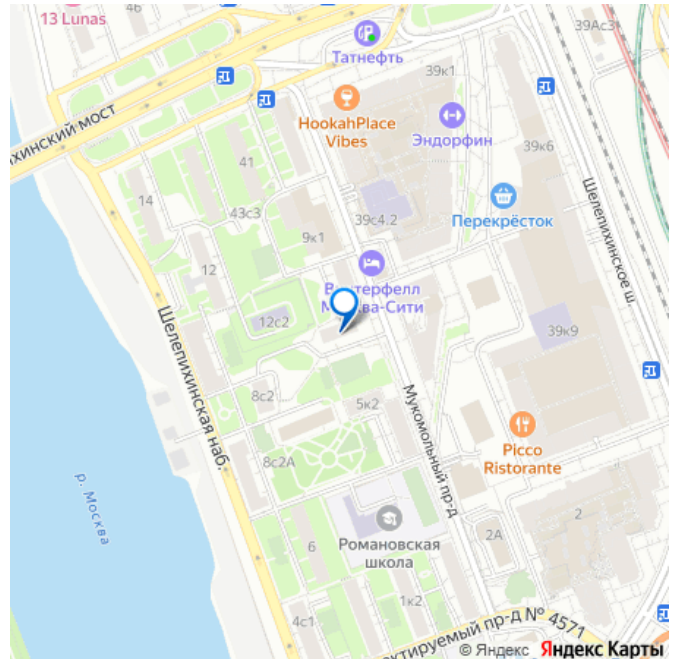 13 Lunas
46
39Ас3
Татнефть
39к1
хинский мост
HookahPlace
Vibes
Эндорфин
41
39к6
14
43с3
39с4.2
Перекрёсток
Шелепихинское ш.
9к1
12
Москва-Сити
12с2
39к9
Шелепихинская наб.
8с2
5к2
Мукомольный пр-д
Picco
Ristorante
8с2А
р. Москва
2
2А
6
Романовская
школа
1к2
4с1
ктируемый пр-д № 4571
© Яндекс Яндекс Карты